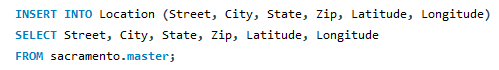 INSERT INTO Location (Street, City, State, Zip, Latitude, Longitude)
SELECT Street, City, State, Zip, Latitude, Longitude
FROM sacramento.master;